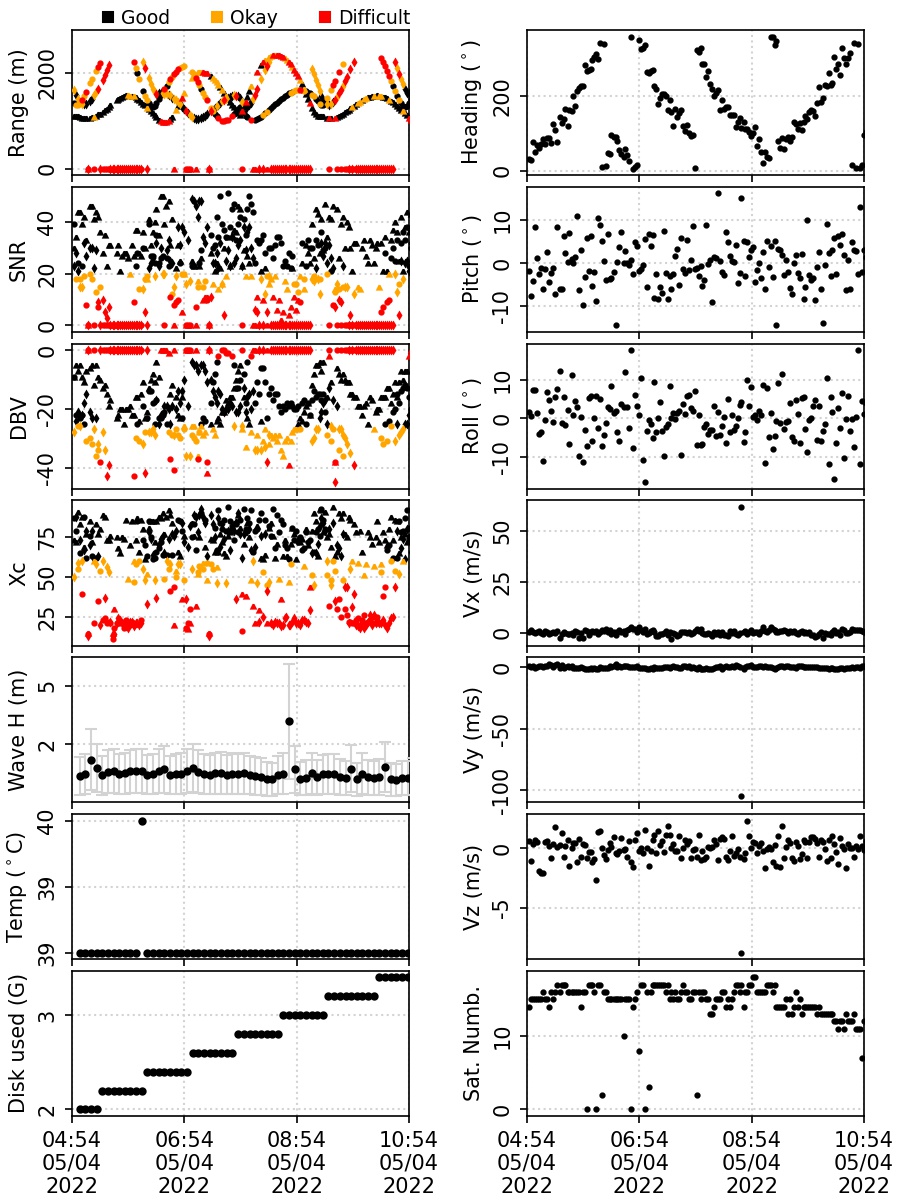 Good Okay Difficult
Range (m)
2000
0
SNR
40
20
0
DBV
0
-20
-40
Xc
75
50
25
Wave H (m)
5
2
Temp (°C)
40
39
39
Disk used (G)
3
2
04:54 06:54 08:54 10:54
05/04 05/04 05/04 05/04
2022 2022 2022 2022
Heading (°)
200
0
Pitch (°)
10
0
-10
Roll (°)
10
0
-10
Vx (m/s)
50
25
0
Vy (m/s)
0
-50
-100
Vz (m/s)
0
-5
Sat. Numb.
10
0
04:54 06:54 08:54 10:54
05/04 05/04 05/04 05/04
2022 2022 2022 2022